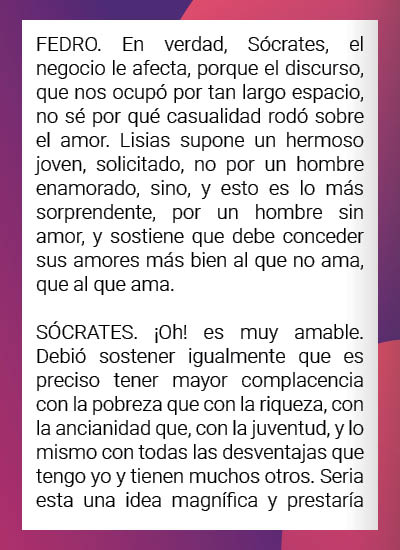 FEDRO. En verdad, Sócrates, el
negocio le afecta, porque el discurso,
que nos ocupó por tan largo espacio,
no sé por qué casualidad rodó sobre
el amor. Lisias supone un hermoso
joven, solicitado, no por un hombre
enamorado, sino, y esto es lo más
sorprendente, por un hombre sin
amor, y sostiene que debe conceder
sus amores más bien al que no ama,
que al que ama.
SÓCRATES. ¡Oh! es muy amable.
Debió sostener igualmente que es
preciso tener mayor complacencia
con la pobreza que con la riqueza, con
la ancianidad que, con la juventud, y lo
mismo con todas las desventajas que
tengo yo y tienen muchos otros. Seria
esta una idea magnífica y prestaría